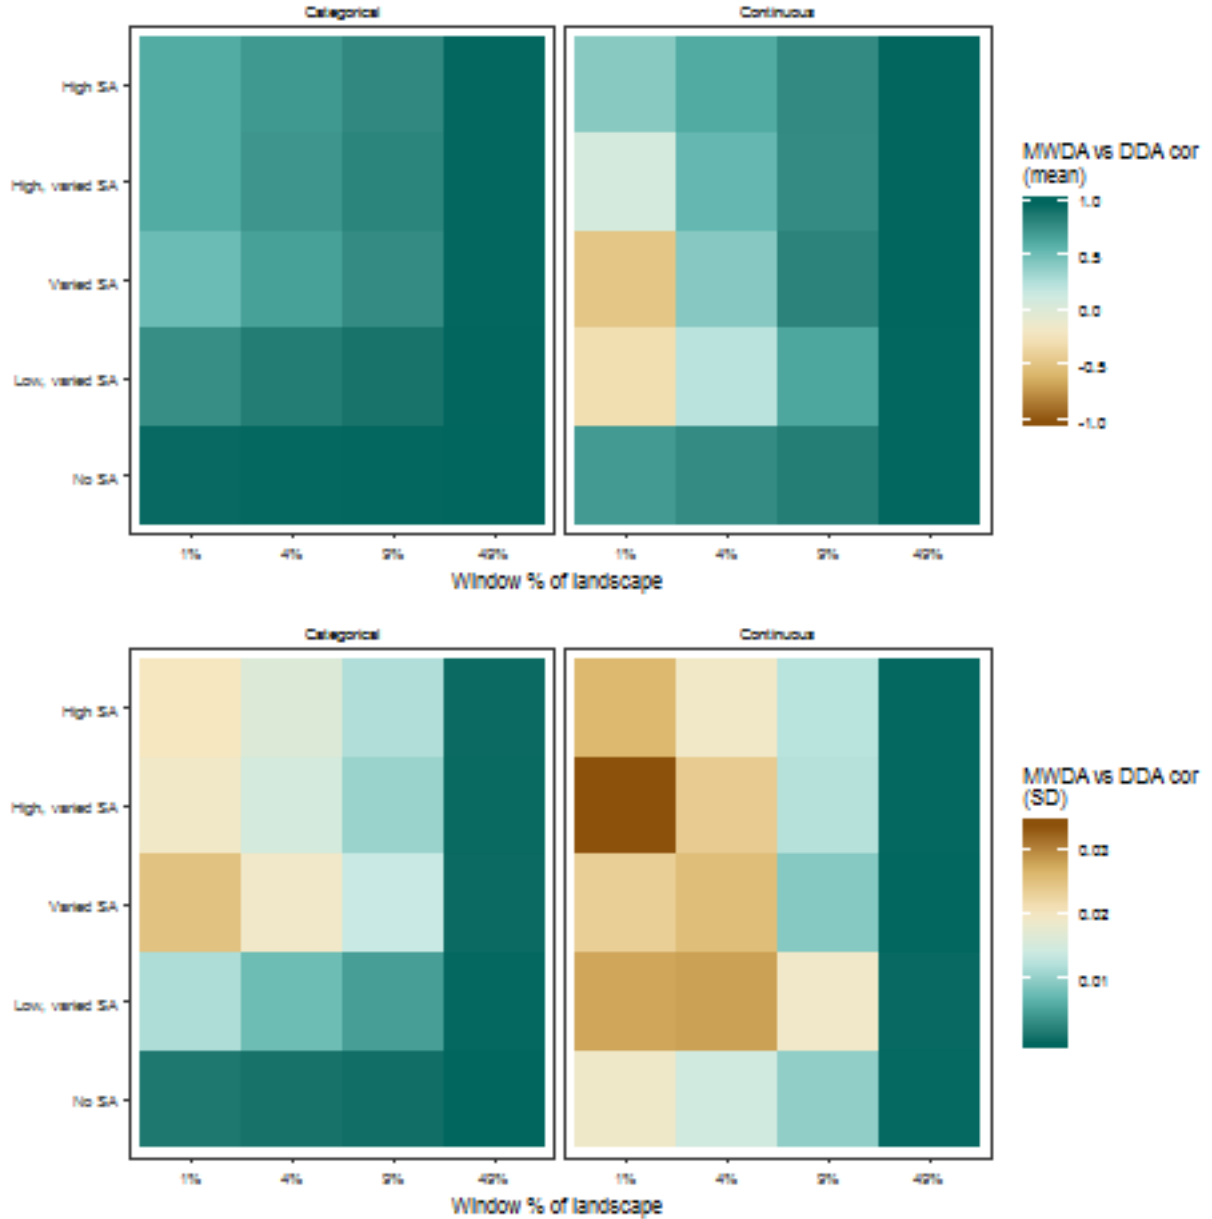 Categorical
Continuous
High SA
High, varied SA
Varied SA
Low, varied SA
No SA
1%
4%
9%
49%
1%
4%
9%
49%
Window % of landscape
MWDA vs DDA cor
(mean)
1.0
0.5
0.0
-0.5
-1.0
Categorical
Continuous
High SA
High, varied SA
Varied SA
Low, varied SA
No SA
1%
4%
9%
49%
1%
4%
9%
49%
Window % of landscape
MWDA vs DDA cor
(SD)
0.03
0.02
0.01